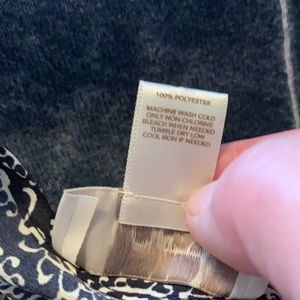 100% POLYESTER
MACHINE WASH COLD
ONLY NON-CHLORINE
BLEACH WHEN NEEDED
TUMBLE DRY LOW
COOL IRON IF NEEDED